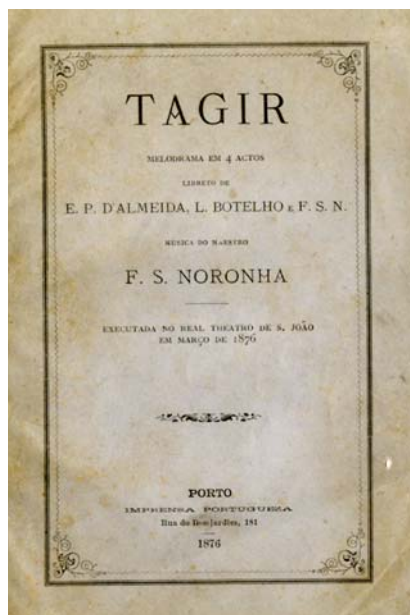 TAGIR
MELODRAMA EM 4 ACTOS
LIBRETO DE
E. P. D'ALMEIDA, L. BOTELHO E F. S. N.
MUSICA DO MAESTRO
F. S. NORONHA
EXECUTADA NO REAL THEATRO DE S. JOÃO
EM MARÇO DE 1876
PORTO
IMPRENSA PORTUGUEZA
Rua do Bomjardim, 181
1876